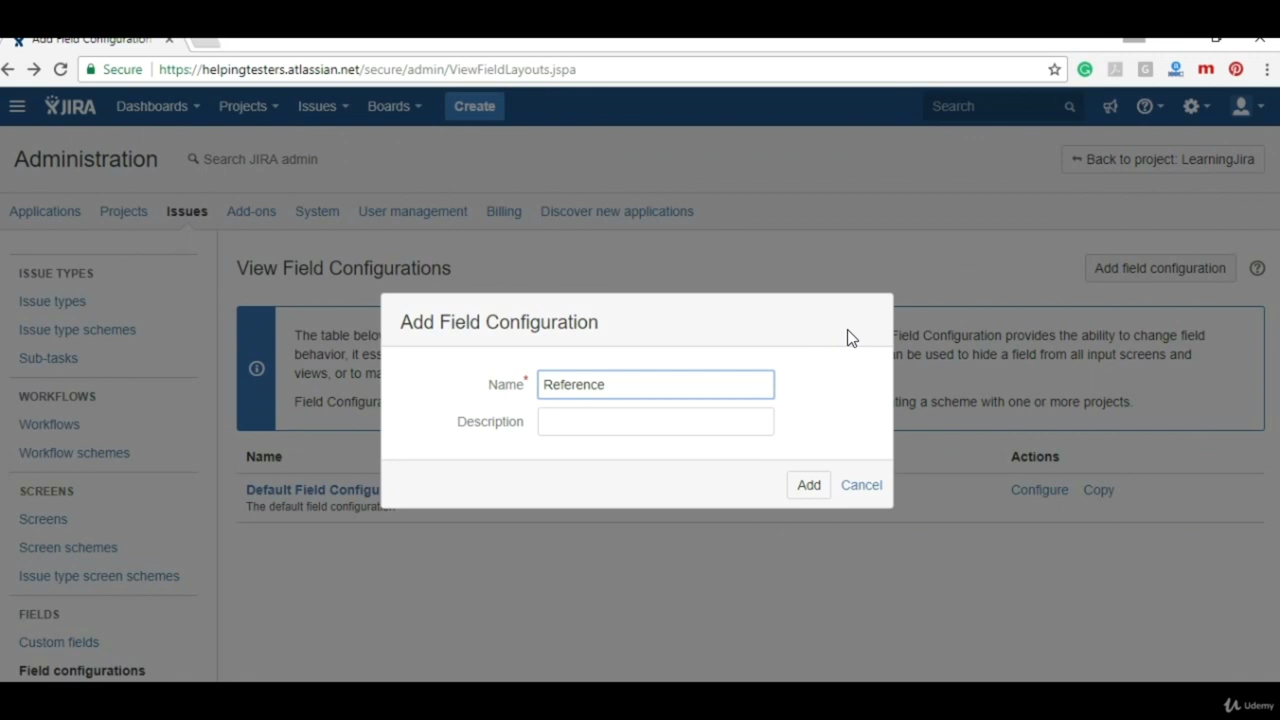 Add Field Configuration
Secure
https://helpingtesters.atlassian.net/secure/admin/ViewFieldLayouts.jspa
JIRA
Dashboards
Projects
Issues
Boards
Create
Search
Administration
Search JIRA admin
Back to project: LearningJira
Applications
Projects
Issues
Add-ons
System
User management
Billing
Discover new applications
ISSUE TYPES
Issue types
Issue type schemes
Sub-tasks
WORKFLOWS
Workflows
Workflow schemes
SCREENS
Screens
Screen schemes
Issue type screen schemes
FIELDS
Custom fields
Field configurations
View Field Configurations
Add field configuration
The table belo Field Configuration provides the ability to change field
behavior, it ess n be used to hide a field from all input screens and
views, or to ma
Field Configura ting a scheme with one or more projects.
Name
Actions
Default Field Configu
The default field configuration
Configure
Copy
Add Field Configuration
Name*
Reference
Description
Add
Cancel
Udemy